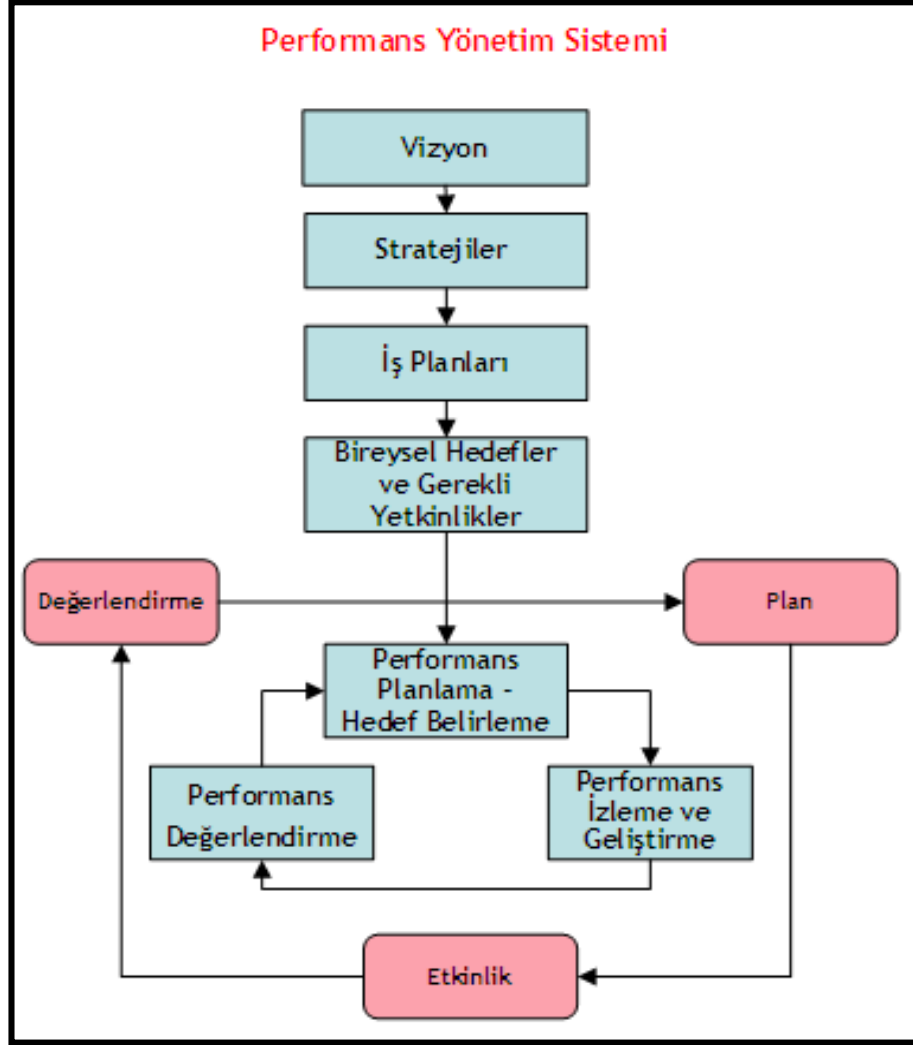 Performans Yönetim Sistemi
Vizyon
Stratejiler
İş Planları
Bireysel Hedefler
ve Gerekli
Yetkinlikler
Değerlendirme
Plan
Performans
Planlama -
Hedef Belirleme
Performans
Değerlendirme
Performans
İzleme ve
Geliştirme
Etkinlik